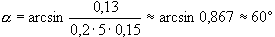 α = arcsin 0,13 / 0,2 · 5 · 0,15 ≈ arcsin 0,867 ≈ 60°